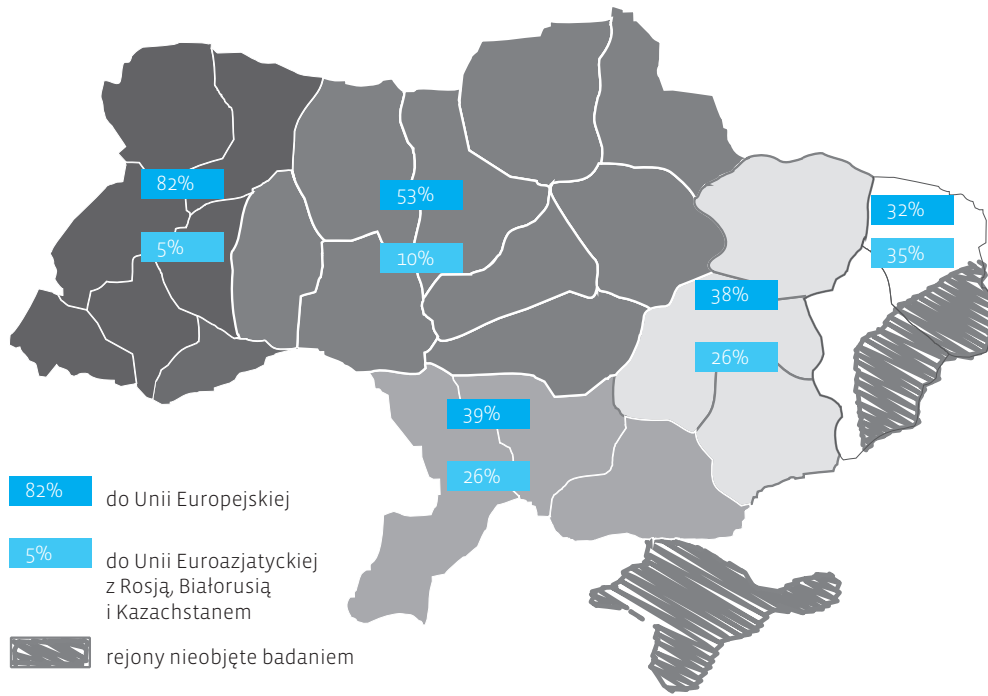 82%
5%
53%
10%
32%
35%
38%
26%
39%
26%
82%
do Unii Europejskiej
5%
do Unii Euroazjatyckiej
z Rosją, Białorusią
i Kazachstanem
rejony nieobjęte badaniem